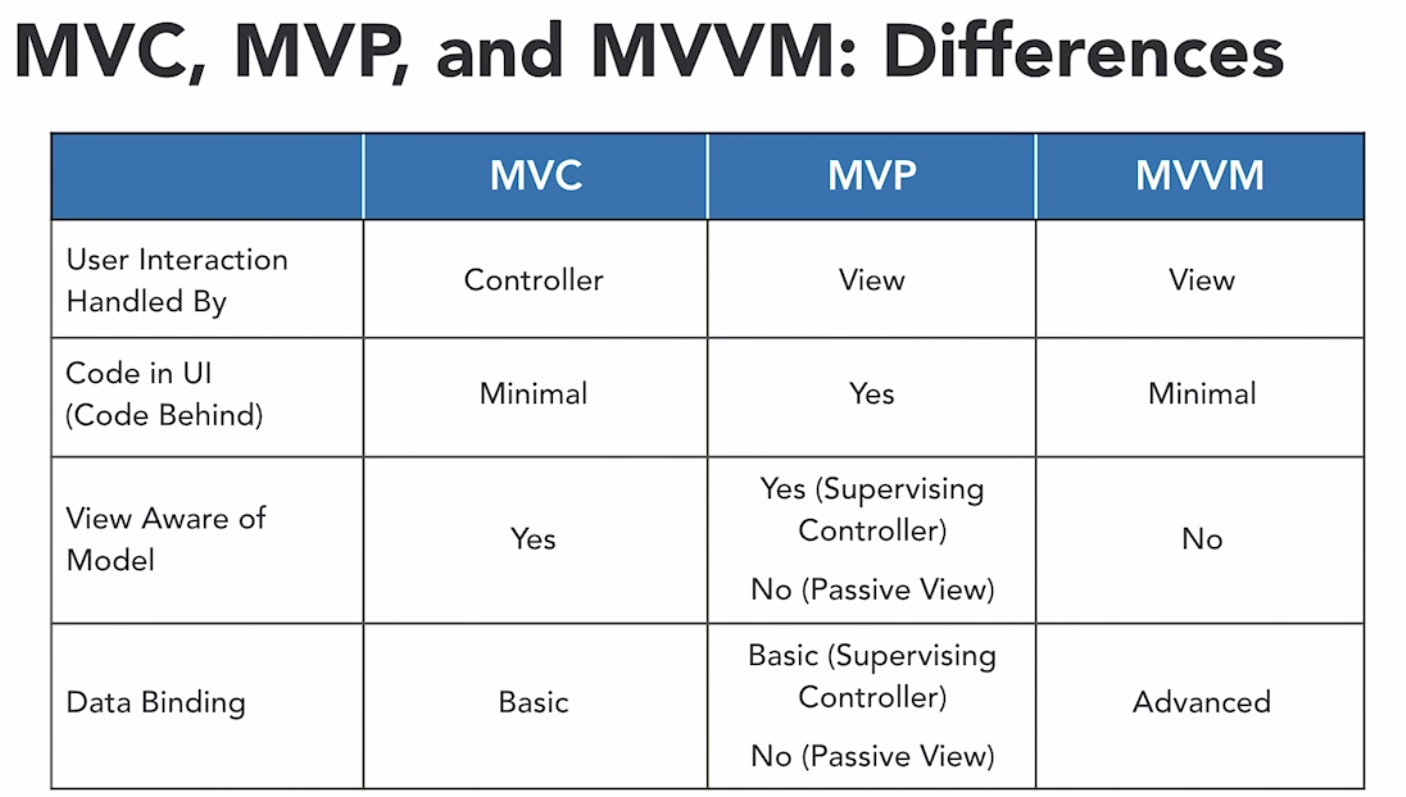 MVC, MVP, and MVVM: Differences
MVC
MVP
MVVM
User Interaction
Handled By
Controller
View
View
Code in UI
(Code Behind)
Minimal
Yes
Minimal
View Aware of
Model
Yes
Yes (Supervising
Controller)
No (Passive View)
No
Data Binding
Basic
Basic (Supervising
Controller)
No (Passive View)
Advanced